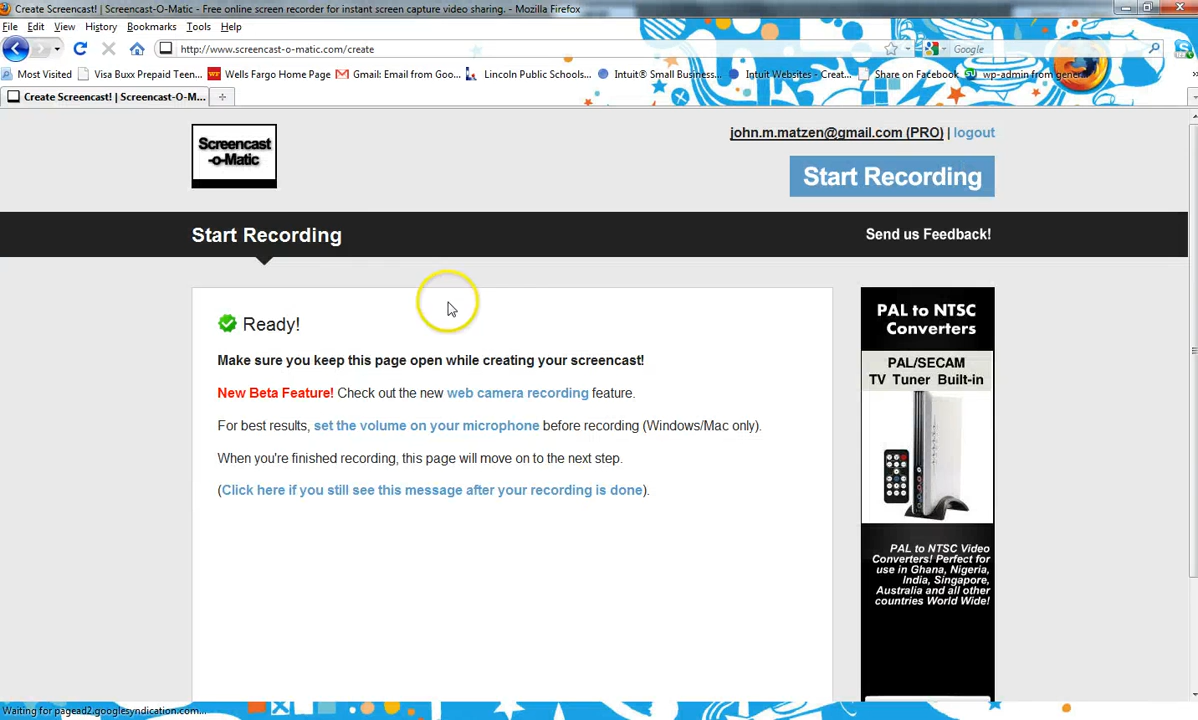 Create Screencast! | Screencast-O-Matic - Free online screen recorder for instant screen capture video sharing. - Mozilla Firefox
File Edit View History Bookmarks Tools Help
http://www.screencast-o-matic.com/create
Google
Most Visited Visa Buxx Prepaid Teen... Wells Fargo Home Page Gmail: Email from Goo... Lincoln Public Schools... Intuit® Small Business... Intuit Websites - Creat... Share on Facebook wp-admin from gener...
Create Screencast! | Screencast-O-M...
Screencast
-o-Matic
john.m.matzen@gmail.com (PRO) | logout
Start Recording
Start Recording
Send us Feedback!
Ready!
Make sure you keep this page open while creating your screencast!
New Beta Feature! Check out the new web camera recording feature.
For best results, set the volume on your microphone before recording (Windows/Mac only).
When you're finished recording, this page will move on to the next step.
(Click here if you still see this message after your recording is done).
PAL to NTSC
Converters
PAL/SECAM
TV Tuner Built-in
PAL to NTSC Video
Converters! Perfect for
use in Ghana, Nigeria,
India, Singapore,
Australia and all other
countries World Wide!
Waiting for pagead2.googlesyndication.com...